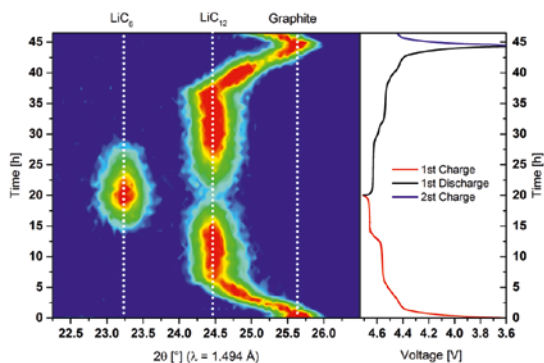 LiC6 LiC12 Graphite
45
40
35
30
25
20
15
10
5
0
Time [h]
22.5 23.0 23.5 24.0 24.5 25.0 25.5 26.0
2θ [°] (λ = 1.494 Å)
1st Charge
1st Discharge
2st Charge
45
40
35
30
25
20
15
10
5
0
Time [h]
4.6 4.4 4.2 4.0 3.8 3.6
Voltage [V]